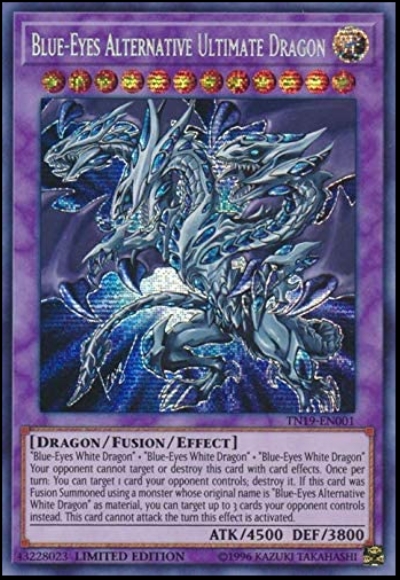 BLUE-EYES ALTERNATIVE ULTIMATE DRAGON
TN19-EN001
[DRAGON/FUSION/EFFECT]
"Blue-Eyes White Dragon" + "Blue-Eyes White Dragon" + "Blue-Eyes White Dragon"
Your opponent cannot target or destroy this card with card effects. Once per
turn: You can target 1 card your opponent controls; destroy it. If this card was
Fusion Summoned using a monster whose original name is "Blue-Eyes Alternative
White Dragon" as material, you can target up to 3 cards your opponent controls
instead. This card cannot attack the turn this effect is activated.
ATK/4500 DEF/3800
43228023 LIMITED EDITION ©1996 KAZUKI TAKAHASHI